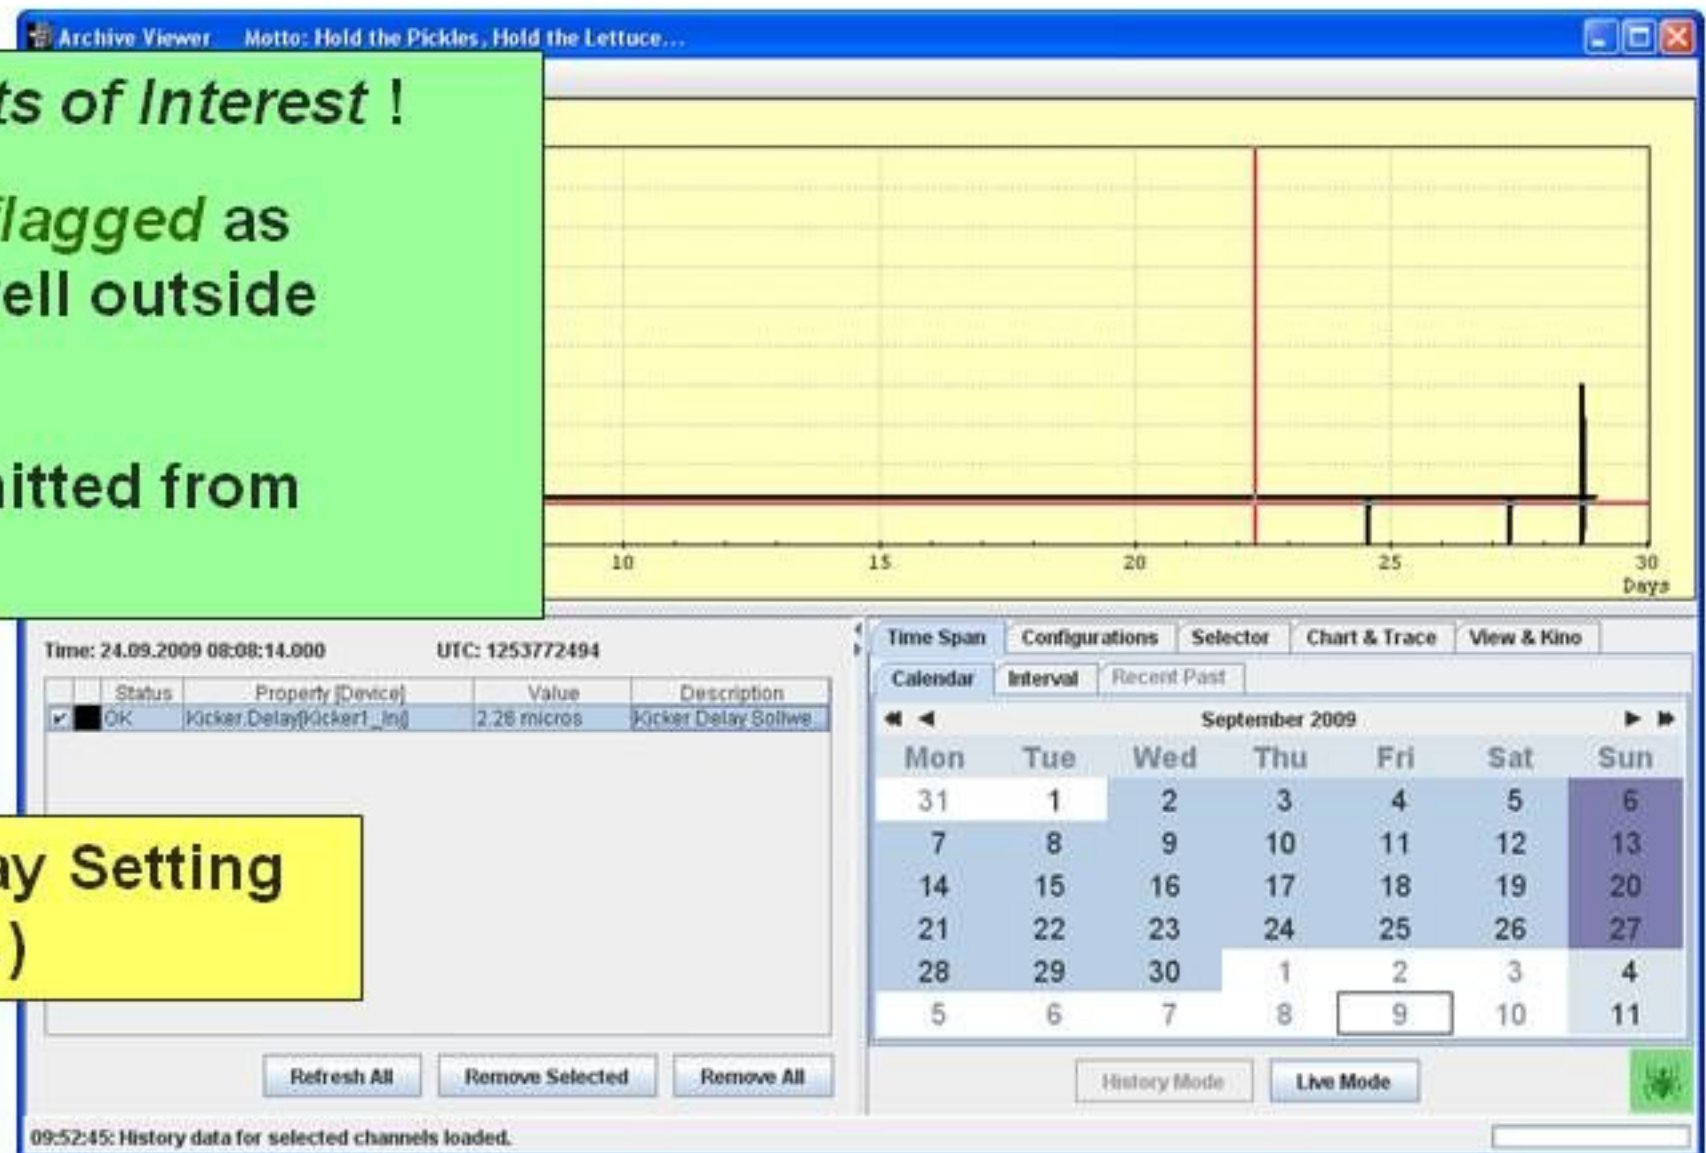 Archive Viewer Motto: Hold the Pickles, Hold the Lettuce...
ts of Interest !
lagged as
ell outside
itted from
10 15 20 25 30
Days
Time: 24.09.2009 08:08:14.000 UTC: 1253772494
Status Property [Device] Value Description
OK Kicker.Delay[Kicker1_Inj] 2.26 micros Kicker Delay Sollwe...
ay Setting
)
Time Span Configurations Selector Chart & Trace View & Kino
Calendar Interval Recent Past
September 2009
Mon Tue Wed Thu Fri Sat Sun
31 1 2 3 4 5 6
7 8 9 10 11 12 13
14 15 16 17 18 19 20
21 22 23 24 25 26 27
28 29 30 1 2 3 4
5 6 7 8 9 10 11
Refresh All Remove Selected Remove All
History Mode Live Mode
09:52:45: History data for selected channels loaded.